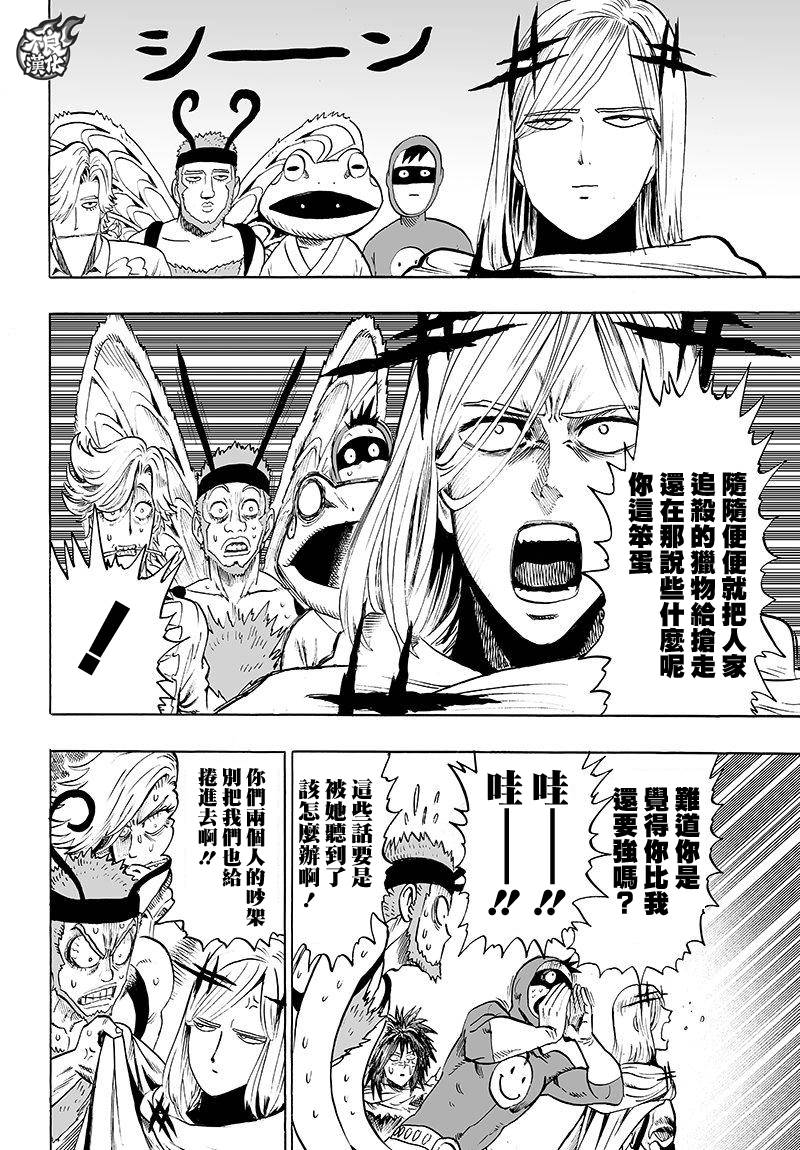 不良
漢化
シーン
隨隨便便就把人家
追殺的獵物給搶走
還在那說些什麼呢
你這笨蛋
！
難道你是
覺得你比我
還要強嗎？
哇—!!
哇—!!
這些話要是
被她聽到了
該怎麼辦啊！
你們兩個人的吵架
別把我們也給
捲進去啊!!